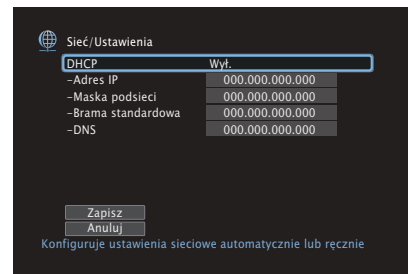 Sieć/Ustawienia
DHCP Wył.
–Adres IP 000.000.000.000
–Maska podsieci 000.000.000.000
–Brama standardowa 000.000.000.000
–DNS 000.000.000.000
Zapisz
Anuluj
Konfiguruje ustawienia sieciowe automatycznie lub ręcznie